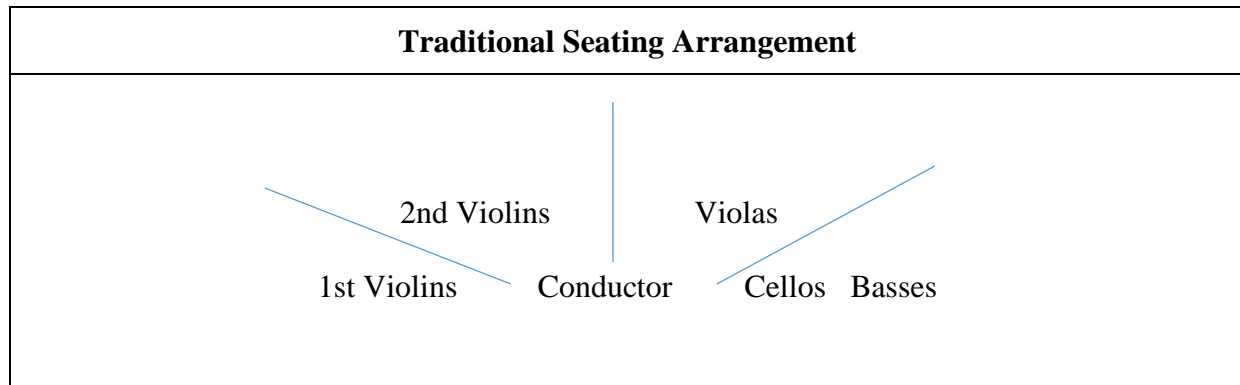 Traditional Seating Arrangement
2nd Violins Violas
1st Violins Conductor Cellos Basses